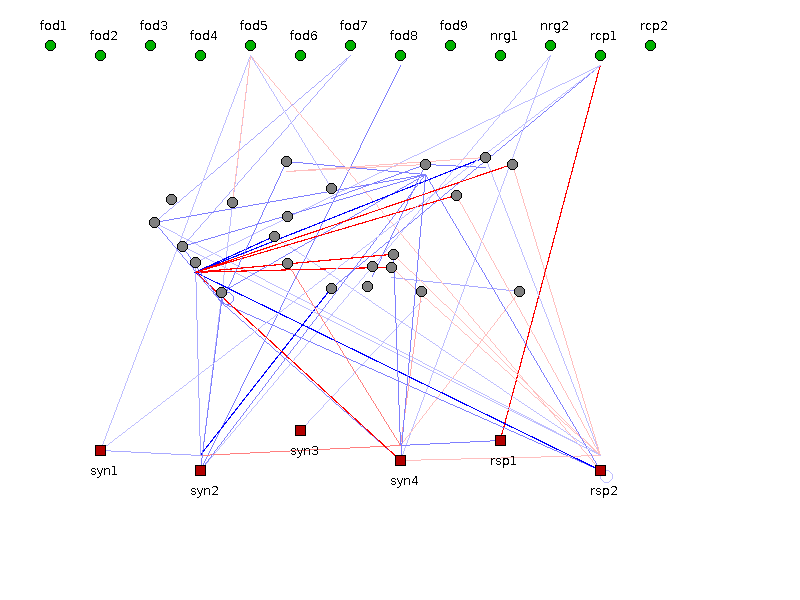 fod1
fod2
fod3
fod4
fod5
fod6
fod7
fod8
fod9
nrg1
nrg2
rcp1
rcp2
syn1
syn2
syn3
syn4
rsp1
rsp2